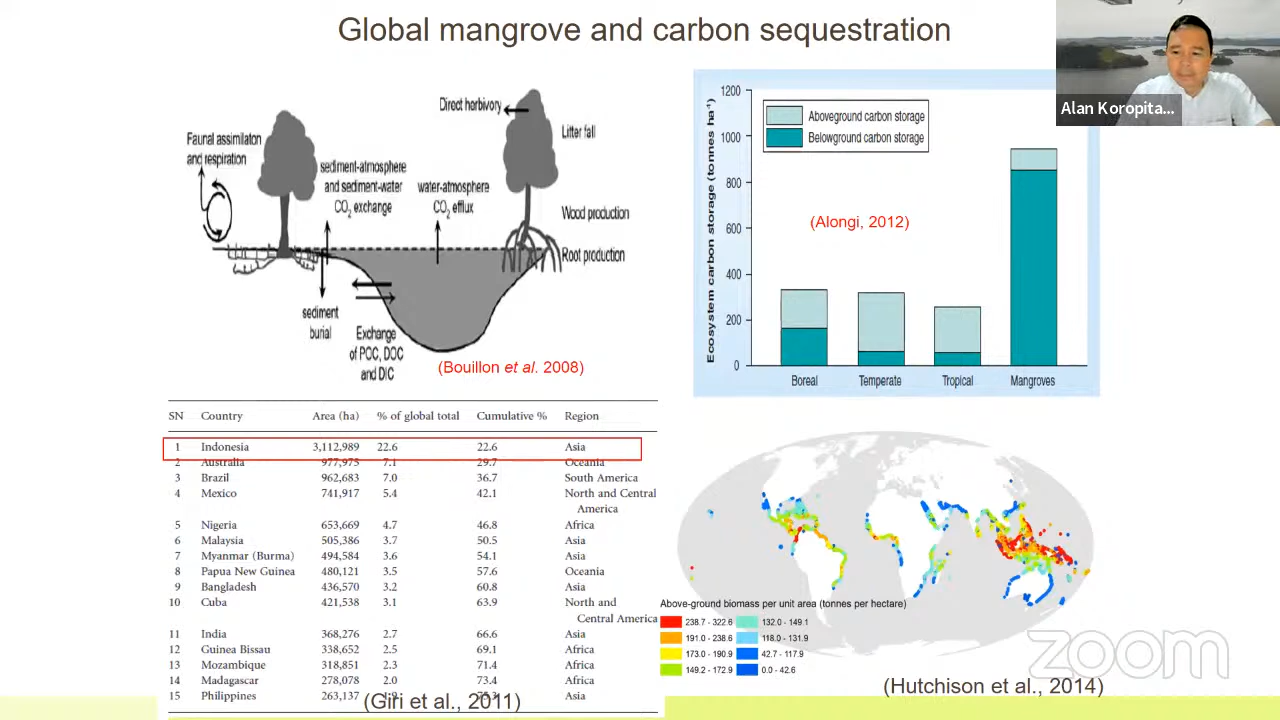 Global mangrove and carbon sequestration
Alan Koropita...
Direct herbivory
Litter fall
Faunal assimilation
and respiration
sediment-atmosphere
and sediment-water
CO2 exchange
water-atmosphere
CO2 efflux
Wood production
Root production
sediment
burial
Exchange
of POC, DOC
and DIC
(Bouillon et al. 2008)
Ecosystem carbon storage (tonnes ha-1)
1200
1000
800
600
400
200
0
Aboveground carbon storage
Belowground carbon storage
(Alongi, 2012)
Boreal Temperate Tropical Mangroves
SN Country Area (ha) % of global total Cumulative % Region
1 Indonesia 3,112,989 22.6 22.6 Asia
2 Australia 977,975 7.1 29.7 Oceania
3 Brazil 962,683 7.0 36.7 South America
4 Mexico 741,917 5.4 42.1 North and Central
America
5 Nigeria 653,669 4.7 46.8 Africa
6 Malaysia 505,386 3.7 50.5 Asia
7 Myanmar (Burma) 494,584 3.6 54.1 Asia
8 Papua New Guinea 480,121 3.5 57.6 Oceania
9 Bangladesh 436,570 3.2 60.8 Asia
10 Cuba 421,538 3.1 63.9 North and
Central America
11 India 368,276 2.7 66.6 Asia
12 Guinea Bissau 338,652 2.5 69.1 Africa
13 Mozambique 318,851 2.3 71.4 Africa
14 Madagascar 278,078 2.0 73.4 Africa
15 Philippines 263,137 Asia
(Giri et al., 2011)
Above-ground biomass per unit area (tonnes per hectare)
238.7 - 322.6 132.0 - 149.1
191.0 - 238.6 118.0 - 131.9
173.0 - 190.9 42.7 - 117.9
149.2 - 172.9 0.0 - 42.6
zoom
(Hutchison et al., 2014)